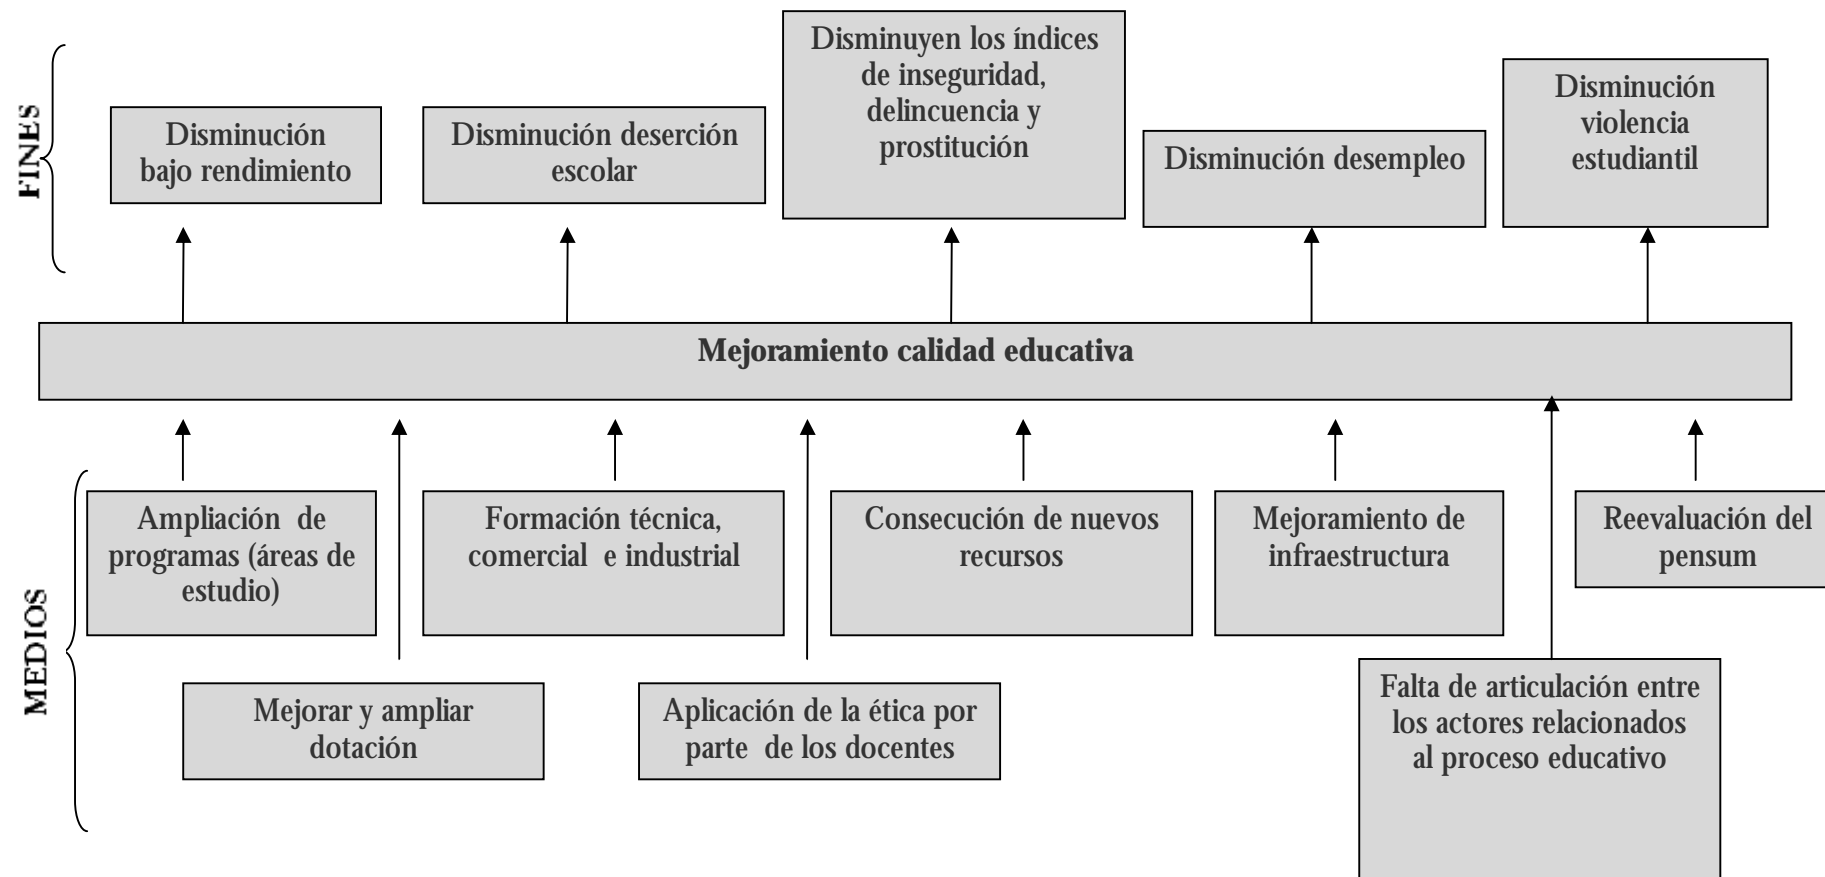 FINES
Disminución
bajo rendimiento
Disminución deserción
escolar
Disminuyen los índices
de inseguridad,
delincuencia y
prostitución
Disminución desempleo
Disminución
violencia
estudiantil
Mejoramiento calidad educativa
MEDIOS
Ampliación de
programas (áreas de
estudio)
Formación técnica,
comercial e industrial
Consecución de nuevos
recursos
Mejoramiento de
infraestructura
Reevaluación del
pensum
Mejorar y ampliar
dotación
Aplicación de la ética por
parte de los docentes
Falta de articulación entre
los actores relacionados
al proceso educativo